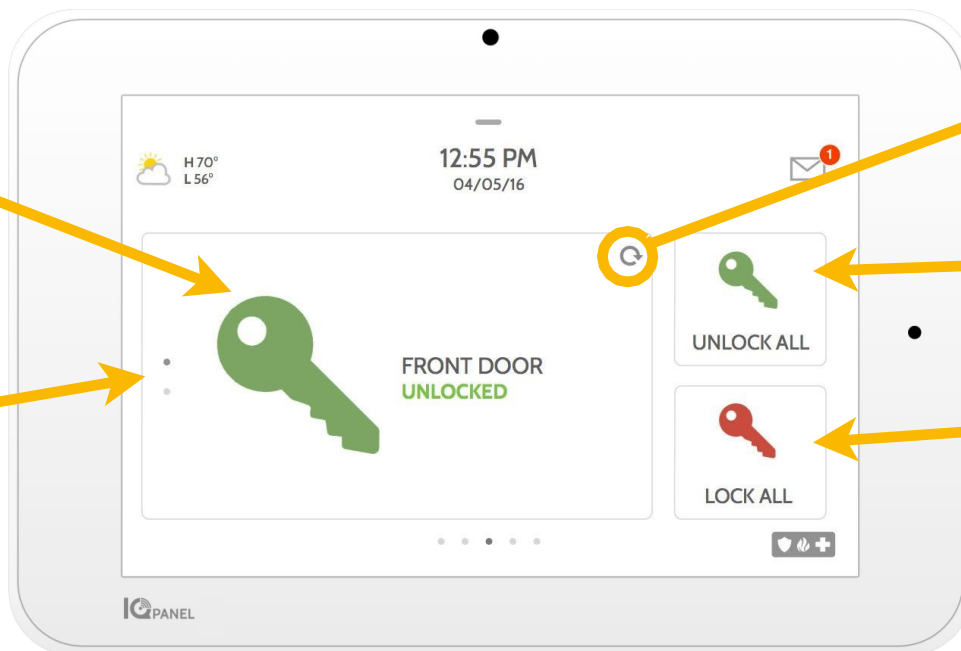 H 70°
L 56°
12:55 PM
04/05/16
1
FRONT DOOR
UNLOCKED
UNLOCK ALL
LOCK ALL
IQ PANEL